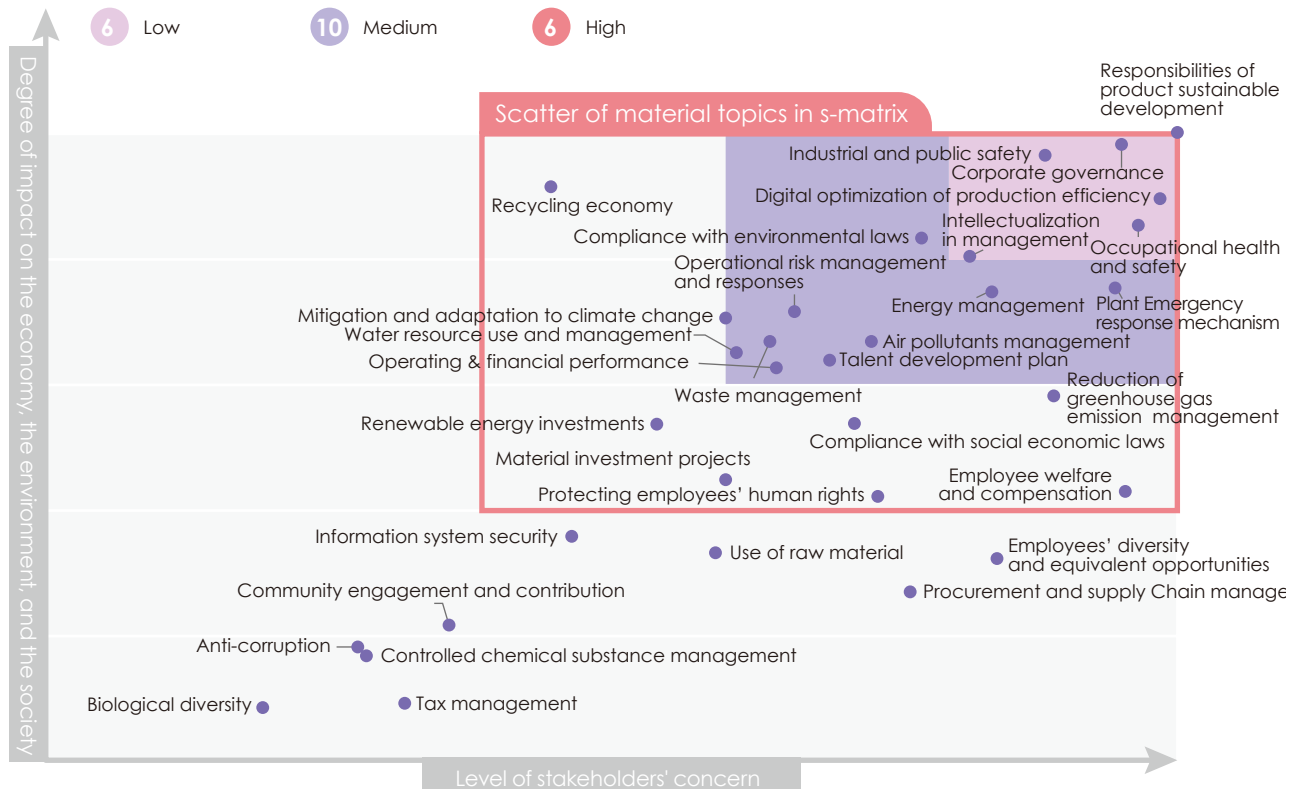 6 Low 10 Medium 6 High
Degree of impact on the economy, the environment, and the society
Responsibilities of
product sustainable
development
Scatter of material topics in s-matrix
Industrial and public safety
Corporate governance
Digital optimization of production efficiency
Recycling economy
Intellectualization
in management
Compliance with environmental laws
Occupational health
and safety
Operational risk management
and responses
Energy management
Plant Emergency
response mechanism
Mitigation and adaptation to climate change
Water resource use and management
Air pollutants management
Operating & financial performance
Talent development plan
Waste management
Reduction of
greenhouse gas
emission management
Renewable energy investments
Compliance with social economic laws
Material investment projects
Employee welfare
and compensation
Protecting employees’ human rights
Information system security
Use of raw material
Employees’ diversity
and equivalent opportunities
Community engagement and contribution
Procurement and supply Chain manage
Anti-corruption
Controlled chemical substance management
Biological diversity
Tax management
Level of stakeholders' concern